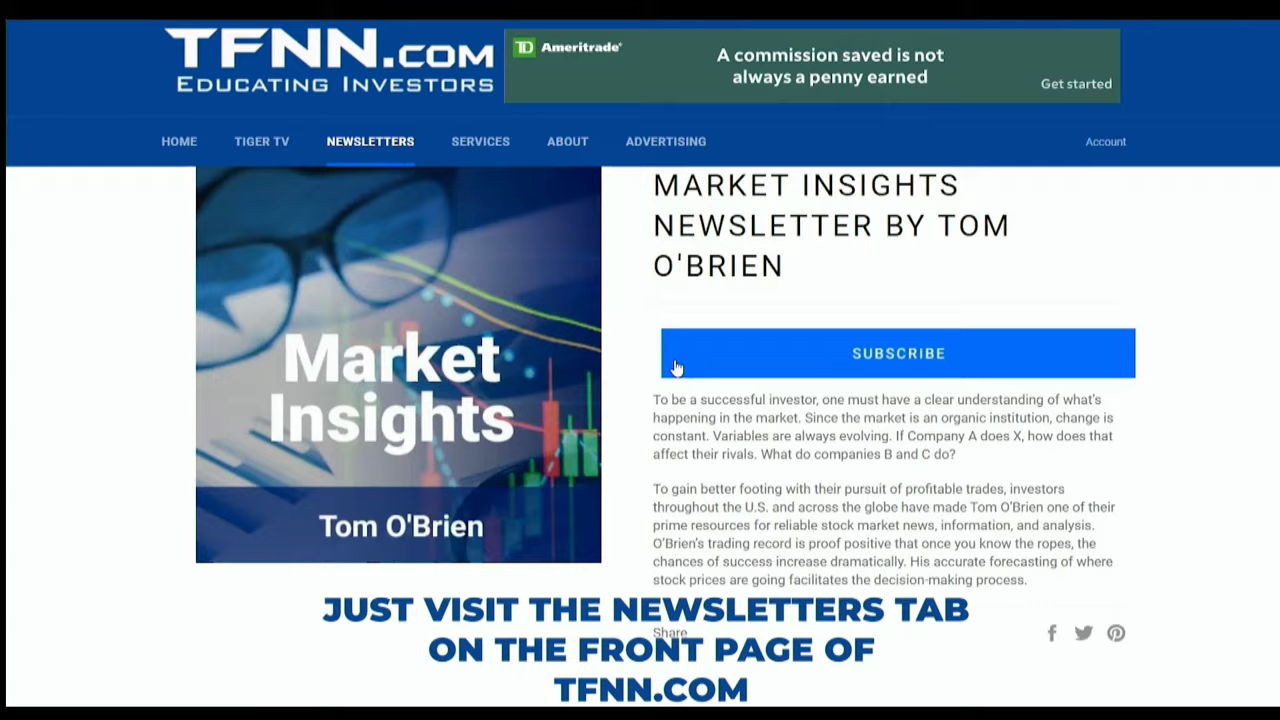 TFNN.COM
EDUCATING INVESTORS
TD Ameritrade
A commission saved is not
always a penny earned
Get started
HOME TIGER TV NEWSLETTERS SERVICES ABOUT ADVERTISING Account
Market
Insights
Tom O'Brien
MARKET INSIGHTS
NEWSLETTER BY TOM
O'BRIEN
SUBSCRIBE
To be a successful investor, one must have a clear understanding of what's
happening in the market. Since the market is an organic institution, change is
constant. Variables are always evolving. If Company A does X, how does that
affect their rivals. What do companies B and C do?
To gain better footing with their pursuit of profitable trades, investors
throughout the U.S. and across the globe have made Tom O'Brien one of their
prime resources for reliable stock market news, information, and analysis.
O'Brien's trading record is proof positive that once you know the ropes, the
chances of success increase dramatically. His accurate forecasting of where
stock prices are going facilitates the decision-making process.
Share
JUST VISIT THE NEWSLETTERS TAB
ON THE FRONT PAGE OF
TFNN.COM